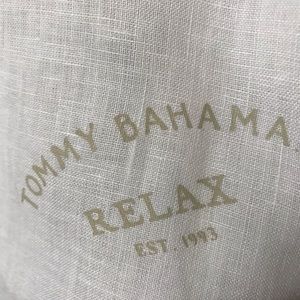 TOMMY BAHAMA
RELAX
EST. 1993